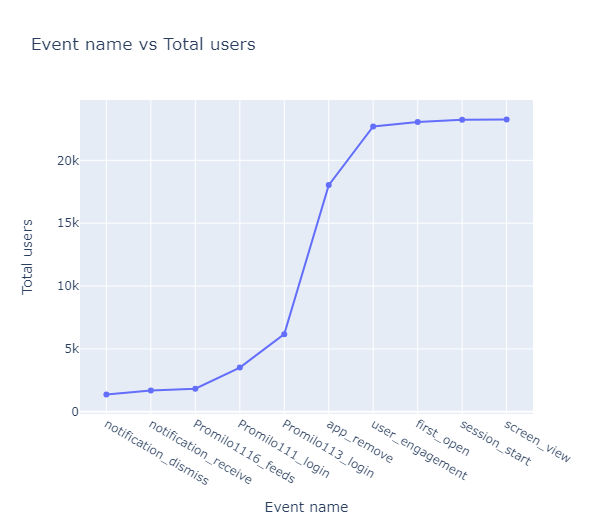 Event name vs Total users
Total users
20k
15k
10k
5k
0
notification_dismiss
notification_receive
Promilo1116_feeds
Promilo111_login
Promilo113_login
app_remove
user_engagement
first_open
session_start
screen_view
Event name